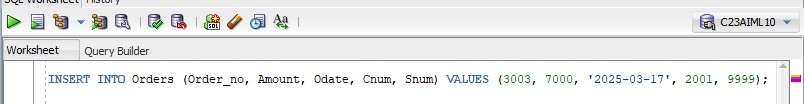 SQL Worksheet History
C23AIML10
Worksheet Query Builder
INSERT INTO Orders (Order_no, Amount, Odate, Cnum, Snum) VALUES (3003, 7000, '2025-03-17', 2001, 9999);